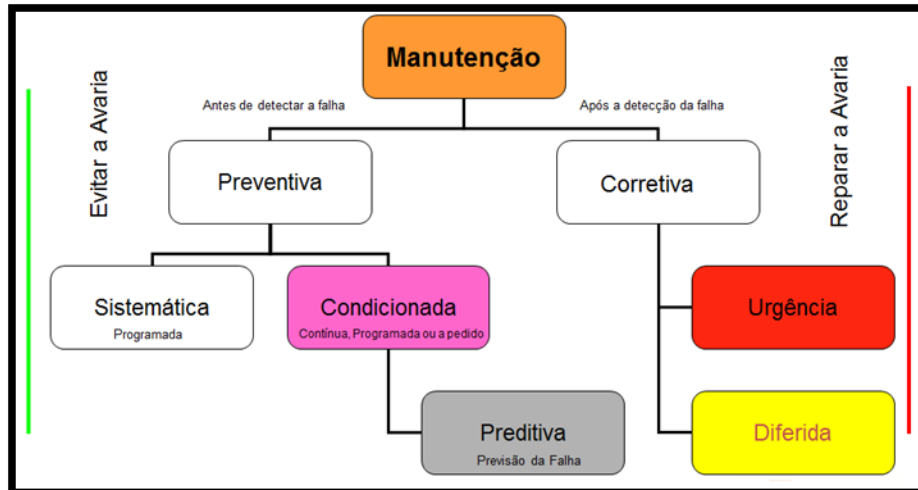 Manutenção
Antes de detectar a falha
Após a detecção da falha
Evitar a Avaria
Reparar a Avaria
Preventiva
Corretiva
Sistemática
Programada
Condicionada
Contínua, Programada ou a pedido
Urgência
Preditiva
Previsão da Falha
Diferida